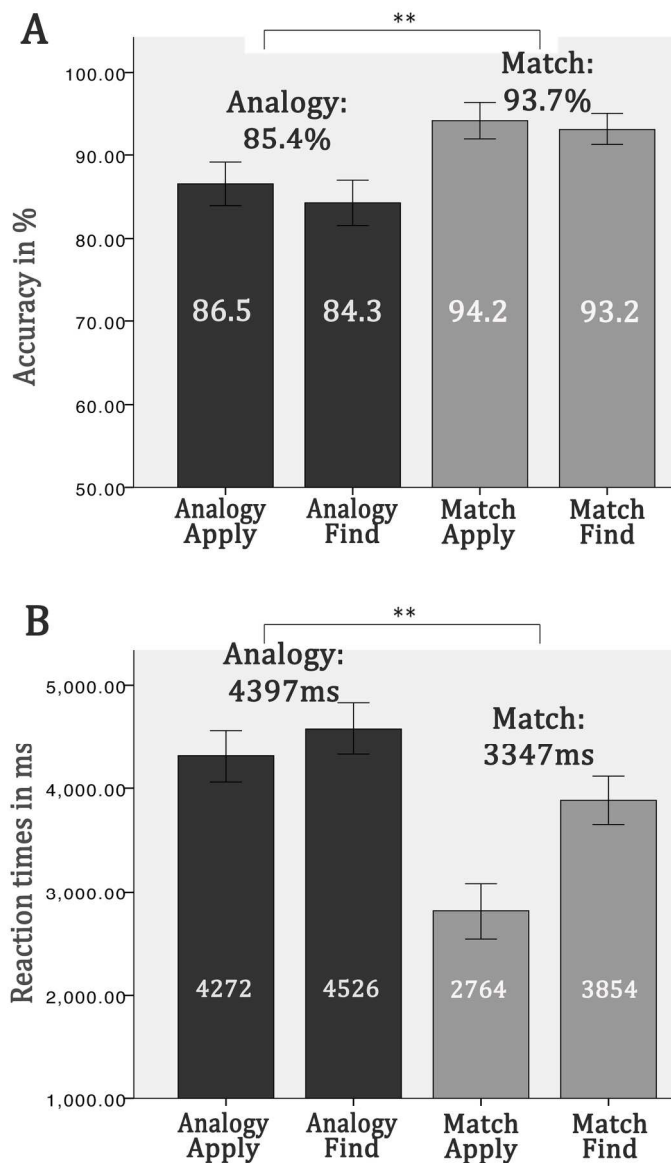 A
**
100.00
90.00
80.00
70.00
60.00
50.00
Accuracy in %
Analogy:
85.4%
Match:
93.7%
86.5
84.3
94.2
93.2
Analogy
Apply
Analogy
Find
Match
Apply
Match
Find
B
**
5,000.00
4,000.00
3,000.00
2,000.00
1,000.00
Reaction times in ms
Analogy:
4397ms
Match:
3347ms
4272
4526
2764
3854
Analogy
Apply
Analogy
Find
Match
Apply
Match
Find